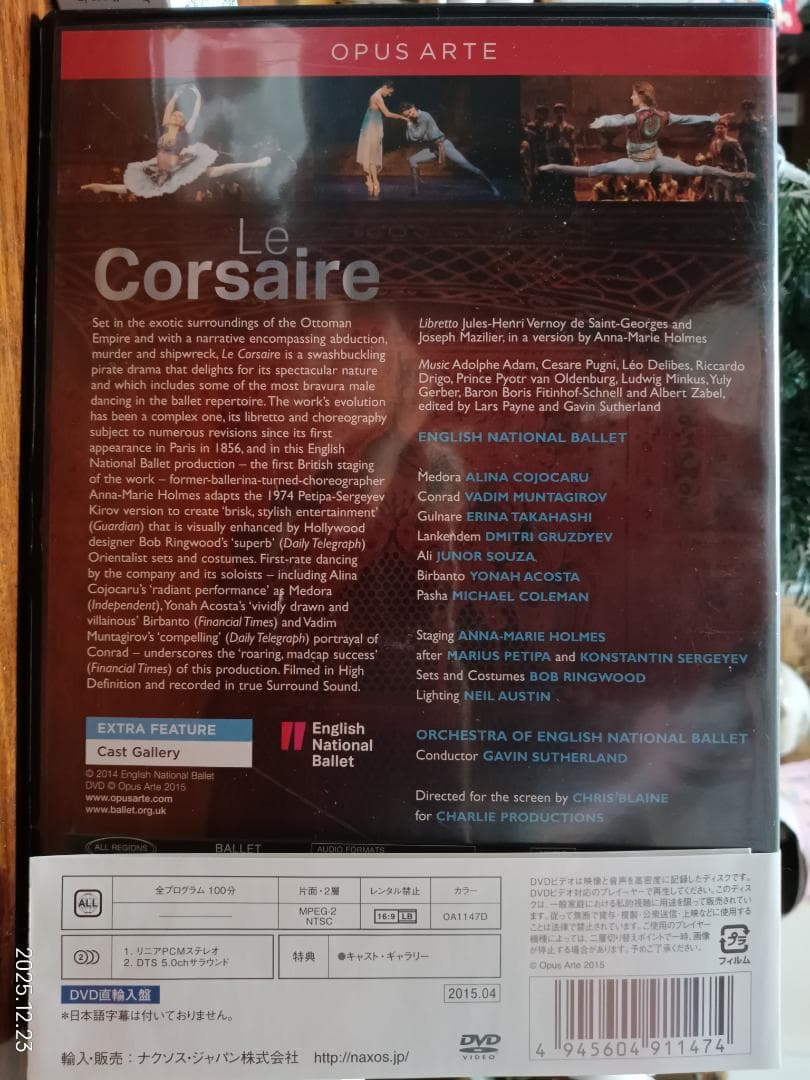 OPUS ARTE
Le
Corsaire
Set in the exotic surroundings of the Ottoman
Empire and with a narrative encompassing abduction,
murder and shipwreck, Le Corsaire is a swashbuckling
pirate drama that delights for its spectacular nature
and which includes some of the most bravura male
dancing in the ballet repertoire. The work's evolution
has been a complex one, its libretto and choreography
subject to numerous revisions since its first
appearance in Paris in 1856, and in this English
National Ballet production – the first British staging
of the work – former-ballerina-turned-choreographer
Anna-Marie Holmes adapts the 1974 Petipa-Sergeyev
Kirov version to create 'brisk, stylish entertainment'
(Guardian) that is visually enhanced by Hollywood
designer Bob Ringwood's 'superb' (Daily Telegraph)
Orientalist sets and costumes. First-rate dancing
by the company and its soloists – including Alina
Cojocaru's 'radiant performance' as Medora
(Independent), Yonah Acosta's 'vividly drawn and
villainous' Birbanto (Financial Times) and Vadim
Muntagirov's 'compelling' (Daily Telegraph) portrayal of
Conrad – underscores the 'roaring, madcap success'
(Financial Times) of this production. Filmed in High
Definition and recorded in true Surround Sound.
EXTRA FEATURE
Cast Gallery
English
National
Ballet
© 2014 English National Ballet
DVD © Opus Arte 2015
www.opusarte.com
www.ballet.org.uk
Libretto Jules-Henri Vernoy de Saint-Georges and
Joseph Mazilier, in a version by Anna-Marie Holmes
Music Adolphe Adam, Cesare Pugni, Léo Delibes, Riccardo
Drigo, Prince Pyotr van Oldenburg, Ludwig Minkus, Yuly
Gerber, Baron Boris Fitinhof-Schnell and Albert Zabel,
edited by Lars Payne and Gavin Sutherland
ENGLISH NATIONAL BALLET
Medora ALINA COJOCARU
Conrad VADIM MUNTAGIROV
Gulnare ERINA TAKAHASHI
Lankendem DMITRI GRUZDYEV
Ali JUNOR SOUZA
Birbanto YONAH ACOSTA
Pasha MICHAEL COLEMAN
Staging ANNA-MARIE HOLMES
after MARIUS PETIPA and KONSTANTIN SERGEYEV
Sets and Costumes BOB RINGWOOD
Lighting NEIL AUSTIN
ORCHESTRA OF ENGLISH NATIONAL BALLET
Conductor GAVIN SUTHERLAND
Directed for the screen by CHRIS BLAINE
for CHARLIE PRODUCTIONS
ALL REGIONS
BALLET
AUDIO FORMATS
ALL
全プログラム 100分
片面・2層
レンタル禁止
カラー
MPEG-2
NTSC
16:9 LB
OA1147D
2)))
1. リニアPCMステレオ
2. DTS 5.0chサラウンド
特典
●キャスト・ギャラリー
DVD直輸入盤
2015.04
*日本語字幕は付いておりません。
輸入・販売:ナクソス・ジャパン株式会社 http://naxos.jp/
DVD
VIDEO
DVDビデオは映像と音声を高密度に記録したディスクです。
DVDビデオ対応のプレーヤーで再生してください。このディス
クは、一般家庭における私的視聴に用途を限って販売されてい
ます。従って無断で賃与・複製・公衆送信・上映などに使用する
ことは法律で禁止されています。ご使用のプレイヤー
機種によっては、二層切り替えポイントで一時、画像
が停止する場合があります。予めご了承ください。
© Opus Arte 2015
プラ
フィルム
4 945604 911474
2025.12.23